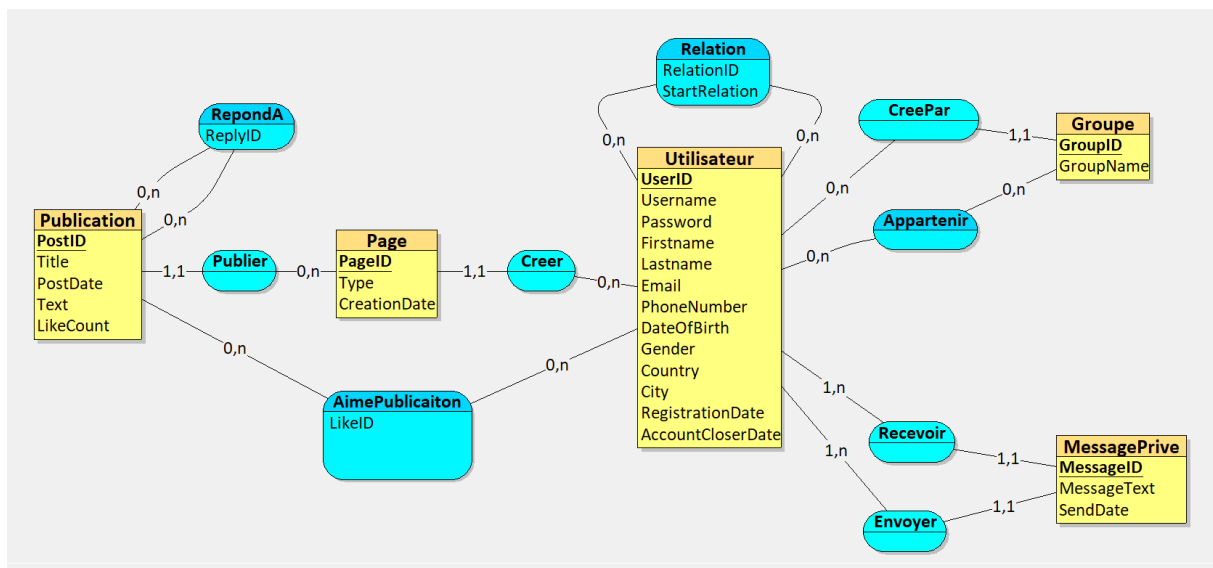 Relation
RelationID
StartRelation
RepondA
ReplyID
CreePar
Groupe
GroupID
GroupName
0,n
0,n
1,1
0,n
0,n
0,n
0,n
0,n
Appartenir
Utilisateur
UserID
Username
Password
Firstname
Lastname
Email
PhoneNumber
DateOfBirth
Gender
Country
City
RegistrationDate
AccountCloserDate
Publication
PostID
Title
PostDate
Text
LikeCount
1,1
Publier
0,n
Page
PageID
Type
CreationDate
1,1
Creer
0,n
0,n
0,n
AimePublicaiton
LikeID
1,n
Recevoir
1,1
1,n
Envoyer
1,1
MessagePrive
MessageID
MessageText
SendDate